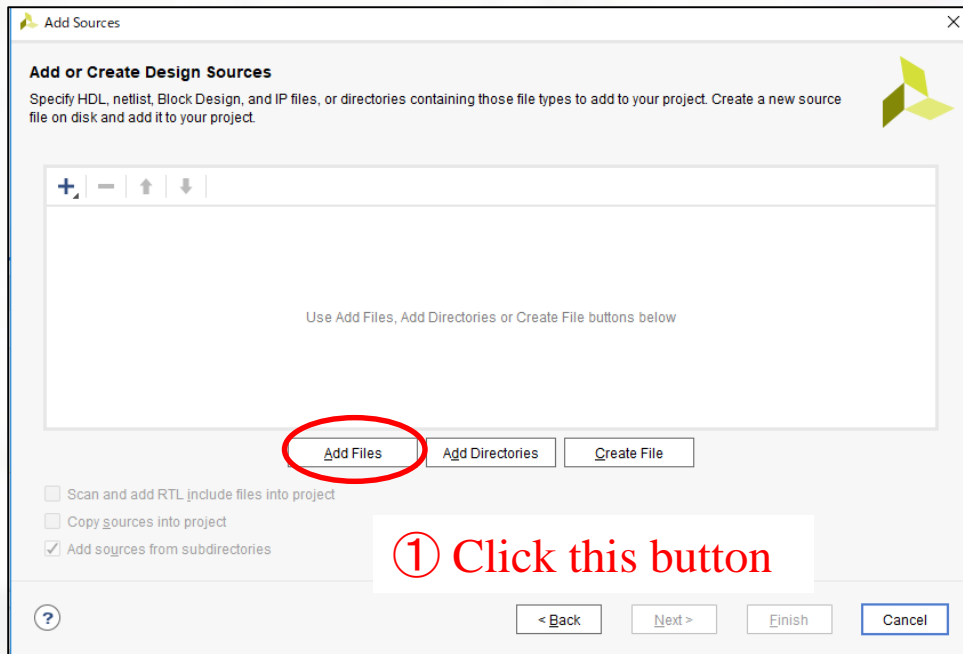 Add Sources
Add or Create Design Sources
Specify HDL, netlist, Block Design, and IP files, or directories containing those file types to add to your project. Create a new source
file on disk and add it to your project.
Use Add Files, Add Directories or Create File buttons below
Add Files Add Directories Create File
Scan and add RTL include files into project
Copy sources into project
Add sources from subdirectories
① Click this button
? < Back Next > Finish Cancel